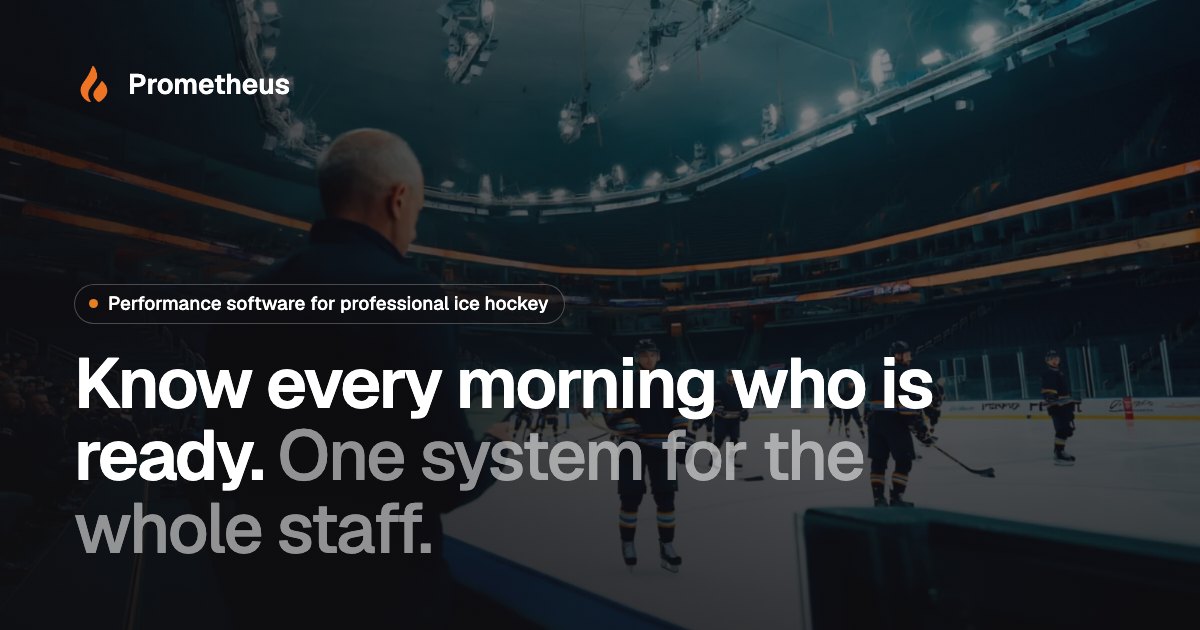 Prometheus
Performance software for professional ice hockey
Know every morning who is
ready. One system for the
whole staff.